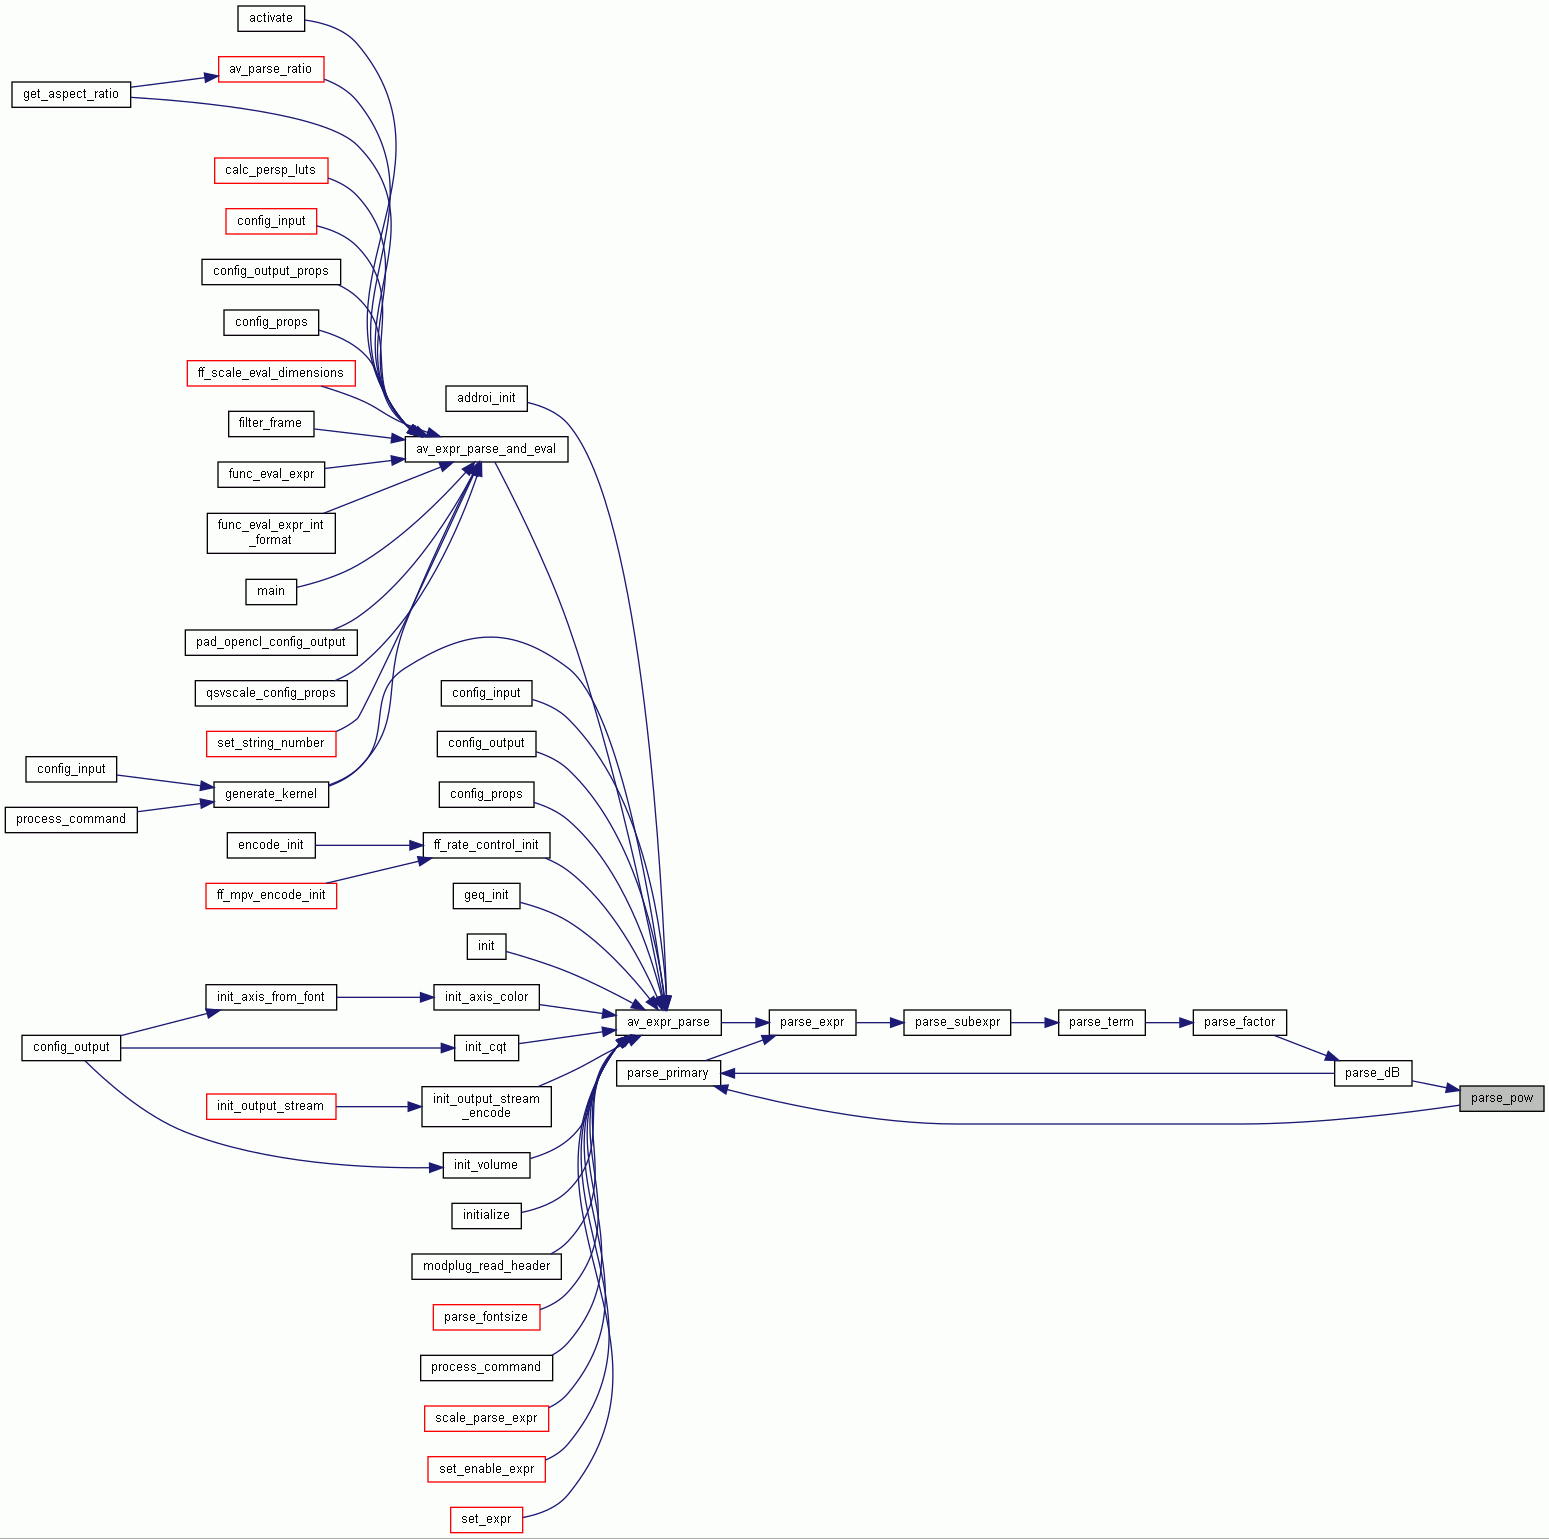 activate
av_parse_ratio
get_aspect_ratio
calc_persp_luts
config_input
config_output_props
config_props
ff_scale_eval_dimensions
addroi_init
filter_frame
av_expr_parse_and_eval
func_eval_expr
func_eval_expr_int
_format
main
pad_opencl_config_output
qsvscale_config_props
config_input
set_string_number
config_output
config_input
generate_kernel
config_props
process_command
encode_init
ff_rate_control_init
ff_mpv_encode_init
geq_init
init
init_axis_from_font
init_axis_color
av_expr_parse
parse_expr
parse_subexpr
parse_term
parse_factor
config_output
init_cqt
parse_primary
parse_dB
parse_pow
init_output_stream
init_output_stream
_encode
init_volume
initialize
modplug_read_header
parse_fontsize
process_command
scale_parse_expr
set_enable_expr
set_expr